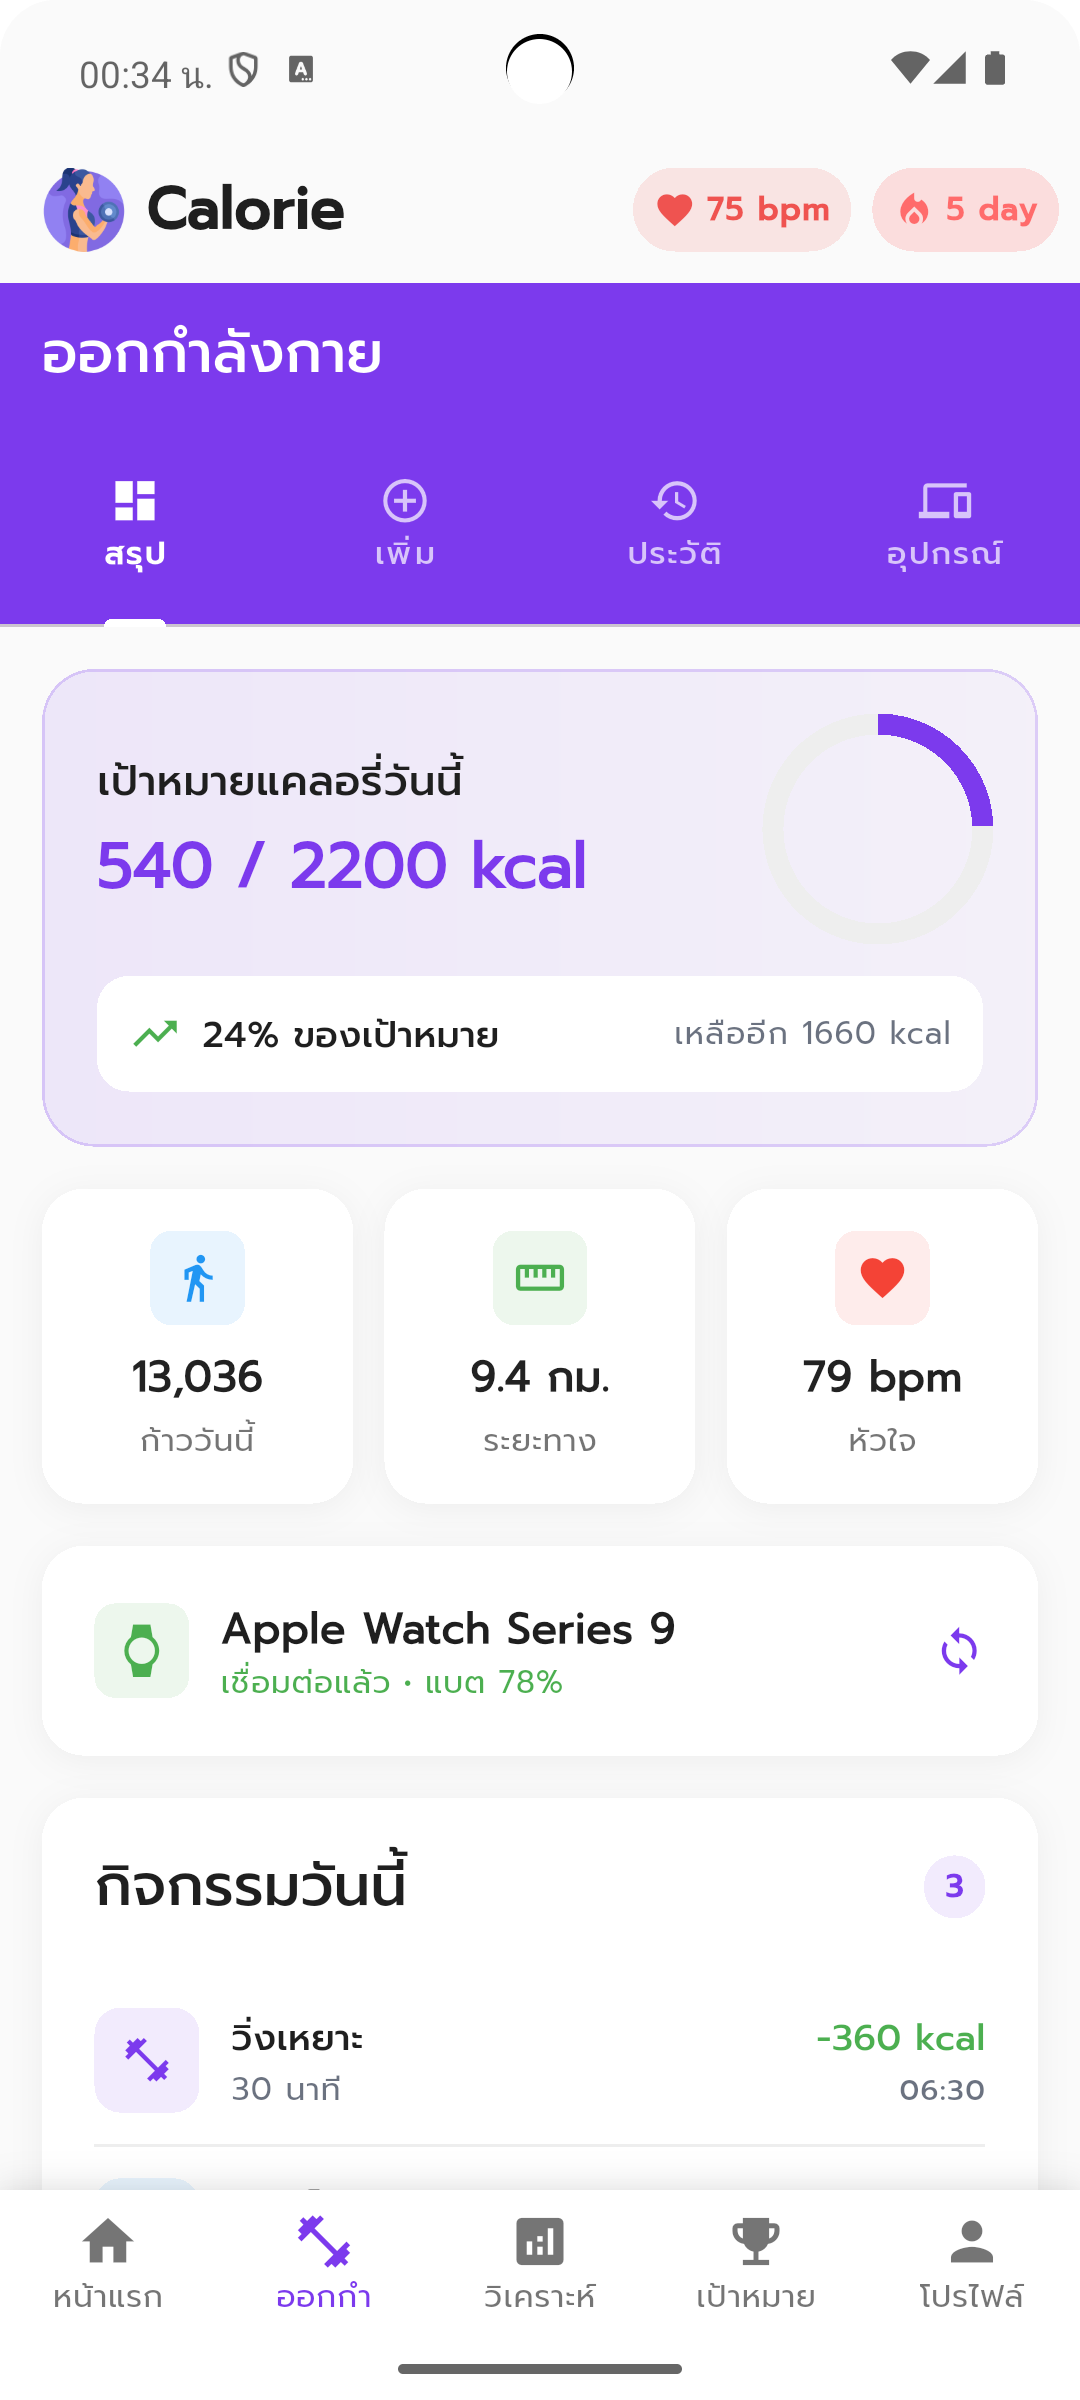 00:34 น.
Calorie
75 bpm
5 day
ออกกำลังกาย
สรุป
เพิ่ม
ประวัติ
อุปกรณ์
เป้าหมายแคลอรี่วันนี้
540 / 2200 kcal
24% ของเป้าหมาย
เหลืออีก 1660 kcal
13,036
ก้าววันนี้
9.4 กม.
ระยะทาง
79 bpm
หัวใจ
Apple Watch Series 9
เชื่อมต่อแล้ว • แบต 78%
กิจกรรมวันนี้
3
วิ่งเหยาะ
-360 kcal
30 นาที
06:30
หน้าแรก
ออกกำ
วิเคราะห์
เป้าหมาย
โปรไฟล์